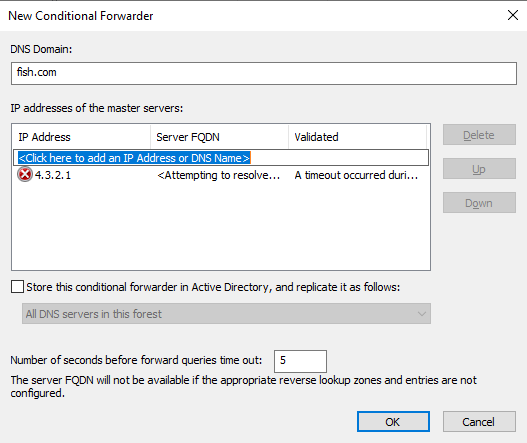 New Conditional Forwarder
DNS Domain:
fish.com
IP addresses of the master servers:
IP Address Server FQDN Validated
<Click here to add an IP Address or DNS Name>
4.3.2.1 <Attempting to resolve... A timeout occurred duri...
Delete
Up
Down
Store this conditional forwarder in Active Directory, and replicate it as follows:
All DNS servers in this forest
Number of seconds before forward queries time out: 5
The server FQDN will not be available if the appropriate reverse lookup zones and entries are not
configured.
OK Cancel